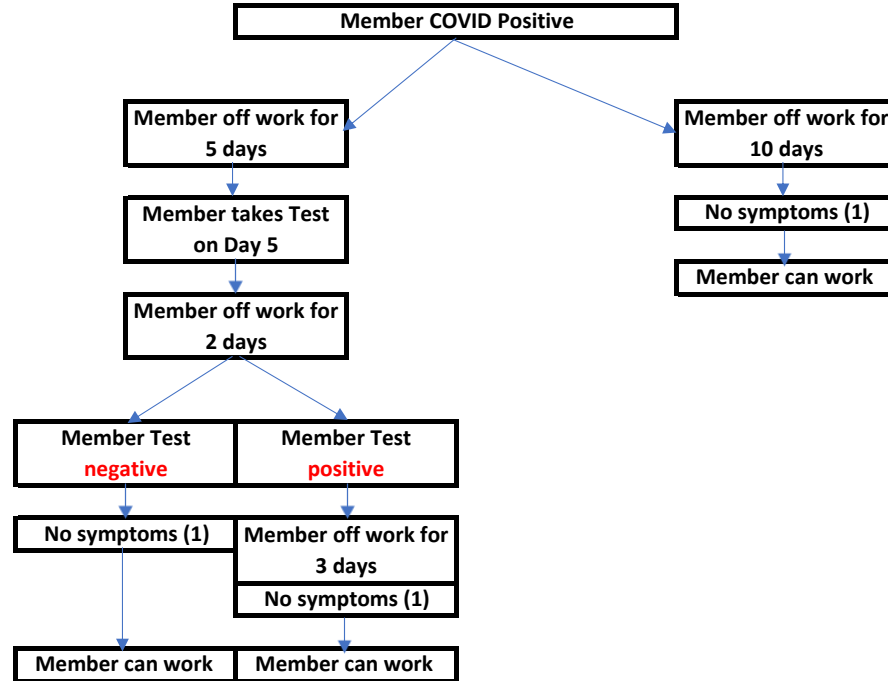 Member COVID Positive
Member off work for
5 days
Member off work for
10 days
Member takes Test
on Day 5
No symptoms (1)
Member can work
Member off work for
2 days
Member Test
negative
Member Test
positive
No symptoms (1)
Member off work for
3 days
No symptoms (1)
Member can work
Member can work